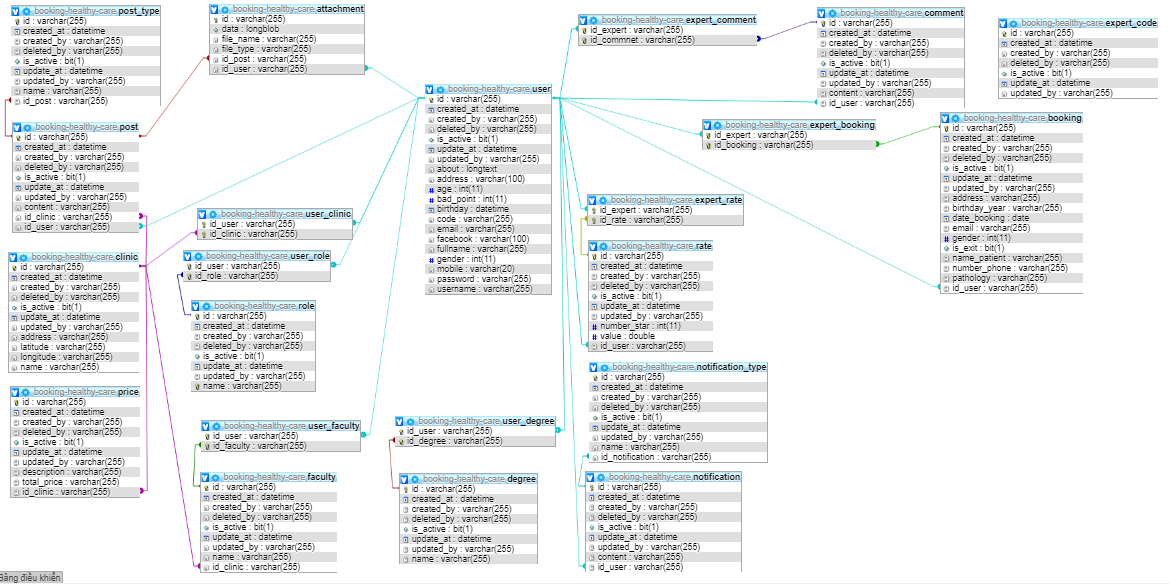 booking-healthy-care post_type
id : varchar(255)
created_at : datetime
created_by : varchar(255)
deleted_by : varchar(255)
is_active : bit(1)
update_at : datetime
updated_by : varchar(255)
name : varchar(255)
id_post : varchar(255)
booking-healthy-care attachment
id : varchar(255)
data : longblob
file_name : varchar(255)
file_type : varchar(255)
id_post : varchar(255)
id_user : varchar(255)
booking-healthy-care expert_comment
id_expert : varchar(255)
id_commnet : varchar(255)
booking-healthy-care comment
id : varchar(255)
created_at : datetime
created_by : varchar(255)
deleted_by : varchar(255)
is_active : bit(1)
update_at : datetime
updated_by : varchar(255)
content : varchar(255)
id_user : varchar(255)
booking-healthy-care expert_code
id : varchar(255)
created_at : datetime
created_by : varchar(255)
deleted_by : varchar(255)
is_active : bit(1)
update_at : datetime
updated_by : varchar(255)
booking-healthy-care post
id : varchar(255)
created_at : datetime
created_by : varchar(255)
deleted_by : varchar(255)
is_active : bit(1)
update_at : datetime
updated_by : varchar(255)
content : varchar(255)
id_clinic : varchar(255)
id_user : varchar(255)
booking-healthy-care user
id : varchar(255)
created_at : datetime
created_by : varchar(255)
deleted_by : varchar(255)
is_active : bit(1)
update_at : datetime
updated_by : varchar(255)
about : longtext
address : varchar(100)
age : int(11)
bad_point : int(11)
birthday : datetime
code : varchar(255)
email : varchar(255)
facebook : varchar(100)
fullname : varchar(255)
gender : int(11)
mobile : varchar(20)
password : varchar(255)
username : varchar(255)
booking-healthy-care expert_booking
id_expert : varchar(255)
id_booking : varchar(255)
booking-healthy-care booking
id : varchar(255)
created_at : datetime
created_by : varchar(255)
deleted_by : varchar(255)
is_active : bit(1)
update_at : datetime
updated_by : varchar(255)
address : varchar(255)
birthday_year : varchar(255)
date_booking : date
email : varchar(255)
gender : int(11)
is_exit : bit(1)
name_patient : varchar(255)
number_phone : varchar(255)
pathology : varchar(255)
id_user : varchar(255)
booking-healthy-care user_clinic
id_user : varchar(255)
id_clinic : varchar(255)
booking-healthy-care expert_rate
id_expert : varchar(255)
id_rate : varchar(255)
booking-healthy-care clinic
id : varchar(255)
created_at : datetime
created_by : varchar(255)
deleted_by : varchar(255)
is_active : bit(1)
update_at : datetime
updated_by : varchar(255)
address : varchar(255)
latitude : varchar(255)
longitude : varchar(255)
name : varchar(255)
booking-healthy-care user_role
id_user : varchar(255)
id_role : varchar(255)
booking-healthy-care rate
id : varchar(255)
created_at : datetime
created_by : varchar(255)
deleted_by : varchar(255)
is_active : bit(1)
update_at : datetime
updated_by : varchar(255)
number_star : int(11)
value : double
id_user : varchar(255)
booking-healthy-care role
id : varchar(255)
created_at : datetime
created_by : varchar(255)
deleted_by : varchar(255)
is_active : bit(1)
update_at : datetime
updated_by : varchar(255)
name : varchar(255)
booking-healthy-care price
id : varchar(255)
created_at : datetime
created_by : varchar(255)
deleted_by : varchar(255)
is_active : bit(1)
update_at : datetime
updated_by : varchar(255)
description : varchar(255)
total_price : varchar(255)
id_clinic : varchar(255)
booking-healthy-care notification_type
id : varchar(255)
created_at : datetime
created_by : varchar(255)
deleted_by : varchar(255)
is_active : bit(1)
update_at : datetime
updated_by : varchar(255)
name : varchar(255)
id_notification : varchar(255)
booking-healthy-care user_faculty
id_user : varchar(255)
id_faculty : varchar(255)
booking-healthy-care user_degree
id_user : varchar(255)
id_degree : varchar(255)
booking-healthy-care faculty
id : varchar(255)
created_at : datetime
created_by : varchar(255)
deleted_by : varchar(255)
is_active : bit(1)
update_at : datetime
updated_by : varchar(255)
name : varchar(255)
id_clinic : varchar(255)
booking-healthy-care degree
id : varchar(255)
created_at : datetime
created_by : varchar(255)
deleted_by : varchar(255)
is_active : bit(1)
update_at : datetime
updated_by : varchar(255)
name : varchar(255)
booking-healthy-care notification
id : varchar(255)
created_at : datetime
created_by : varchar(255)
deleted_by : varchar(255)
is_active : bit(1)
update_at : datetime
updated_by : varchar(255)
content : varchar(255)
id_user : varchar(255)
Bảng điều khiển